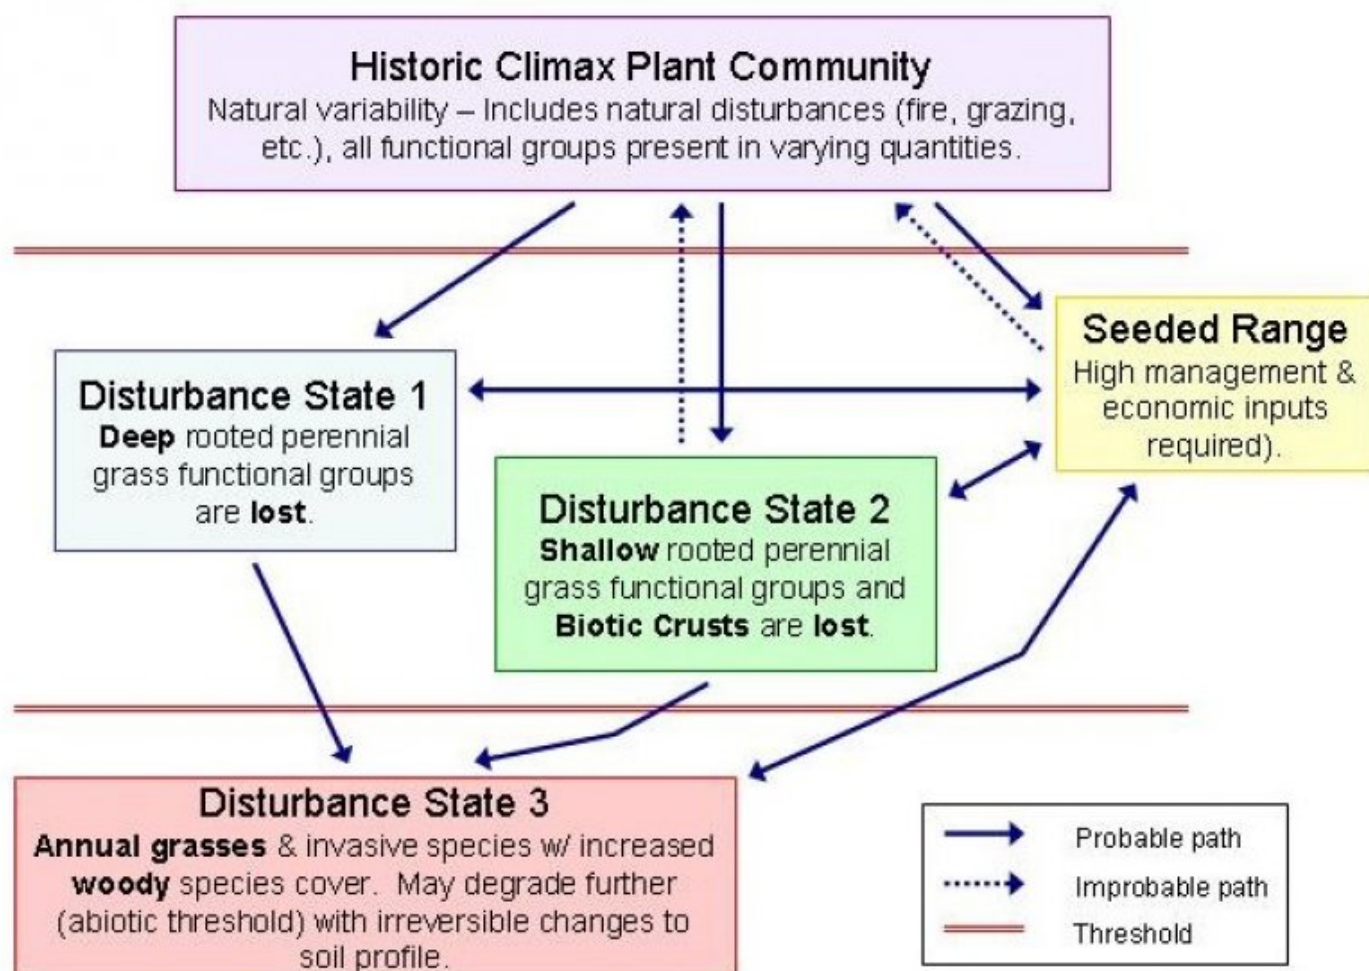 Historic Climax Plant Community
Natural variability – Includes natural disturbances (fire, grazing,
etc.), all functional groups present in varying quantities.
Seeded Range
High management &
economic inputs
required).
Disturbance State 1
Deep rooted perennial
grass functional groups
are lost.
Disturbance State 2
Shallow rooted perennial
grass functional groups and
Biotic Crusts are lost.
Disturbance State 3
Annual grasses & invasive species w/ increased
woody species cover.  May degrade further
(abiotic threshold) with irreversible changes to
soil profile.
Probable path
Improbable path
Threshold